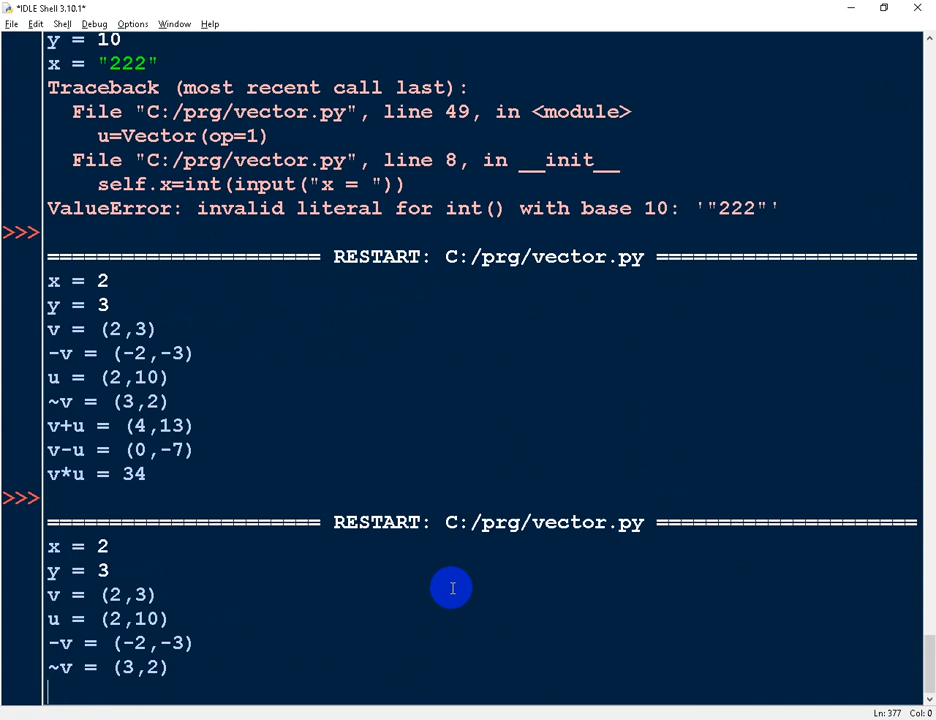 *IDLE Shell 3.10.1*
File Edit Shell Debug Options Window Help
y = 10
x = "222"
Traceback (most recent call last):
  File "C:/prg/vector.py", line 49, in <module>
    u=Vector(op=1)
  File "C:/prg/vector.py", line 8, in __init__
    self.x=int(input("x = "))
ValueError: invalid literal for int() with base 10: '"222"'
>>>
===================== RESTART: C:/prg/vector.py =====================
x = 2
y = 3
v = (2,3)
-v = (-2,-3)
u = (2,10)
~v = (3,2)
v+u = (4,13)
v-u = (0,-7)
v*u = 34
>>>
===================== RESTART: C:/prg/vector.py =====================
x = 2
y = 3
v = (2,3)
u = (2,10)
-v = (-2,-3)
~v = (3,2)
Ln: 377 Col: 0